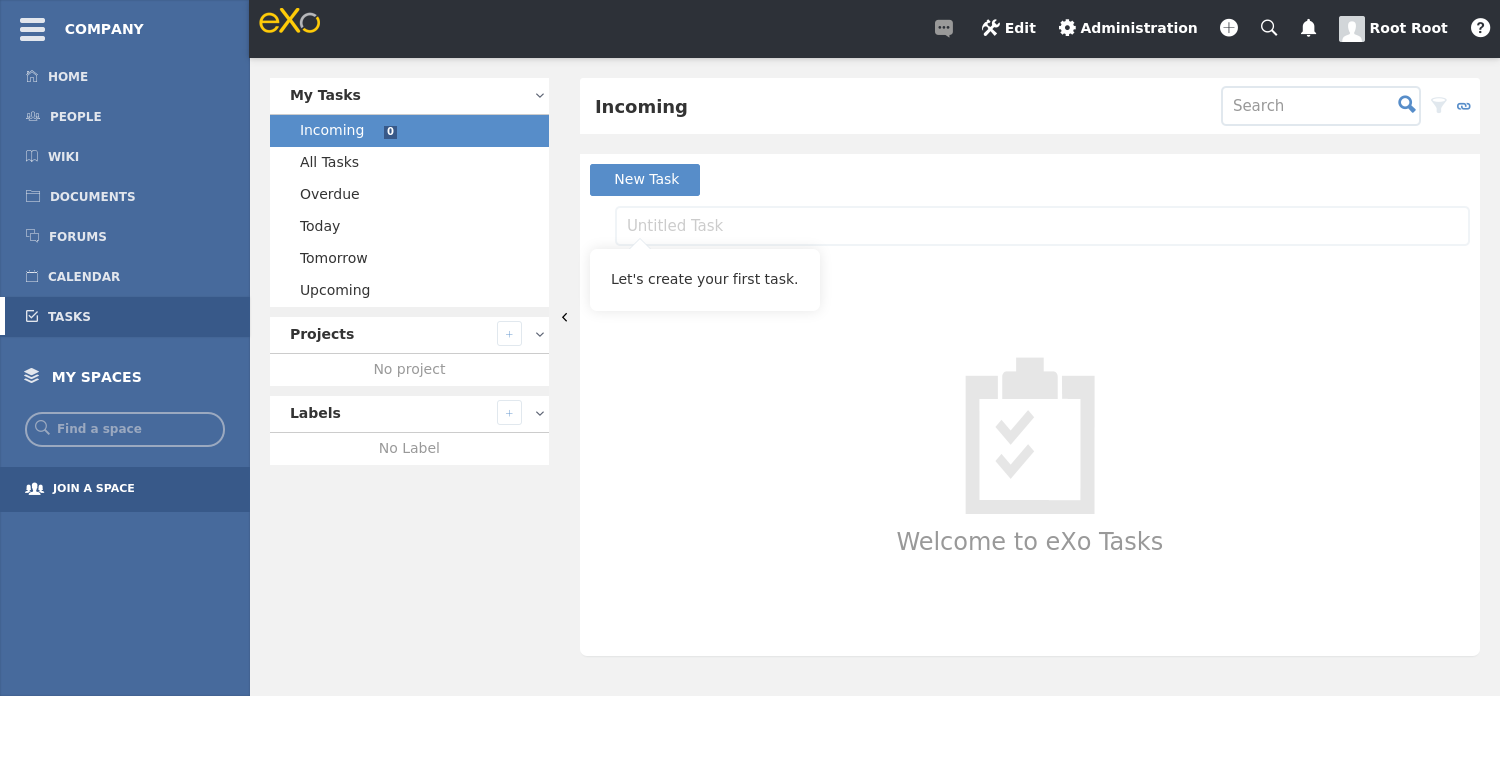 COMPANY
eXo
Edit
Administration
Root Root
HOME
PEOPLE
WIKI
DOCUMENTS
FORUMS
CALENDAR
TASKS
MY SPACES
Find a space
JOIN A SPACE
My Tasks
Incoming 0
All Tasks
Overdue
Today
Tomorrow
Upcoming
Projects +
No project
Labels +
No Label
Incoming
Search
New Task
Untitled Task
Let's create your first task.
Welcome to eXo Tasks